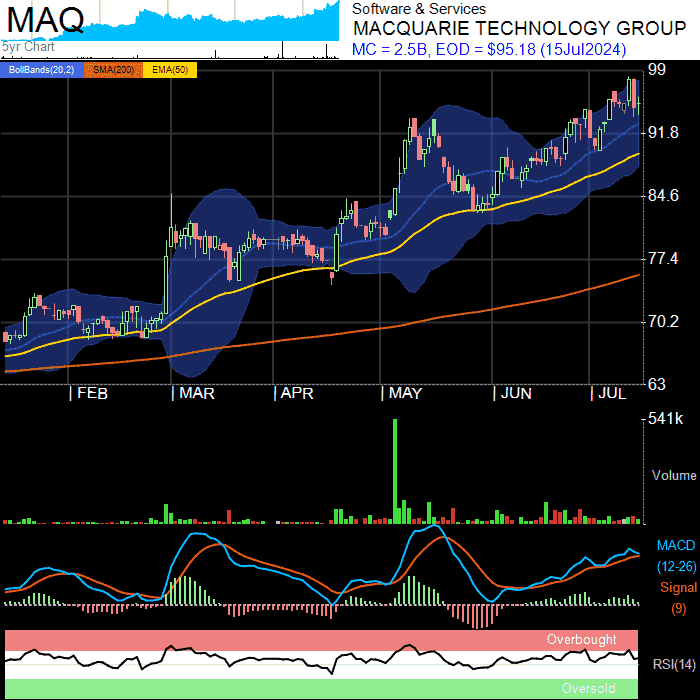 MAQ
5yr Chart
Software & Services
MACQUARIE TECHNOLOGY GROUP
MC = 2.5B, EOD = $95.18 (15Jul2024)
BollBands(20,2) SMA(200) EMA(50)
99
91.8
84.6
77.4
70.2
63
FEB MAR APR MAY JUN JUL
541k
Volume
MACD
(12-26)
Signal
(9)
Overbought
RSI(14)
Oversold